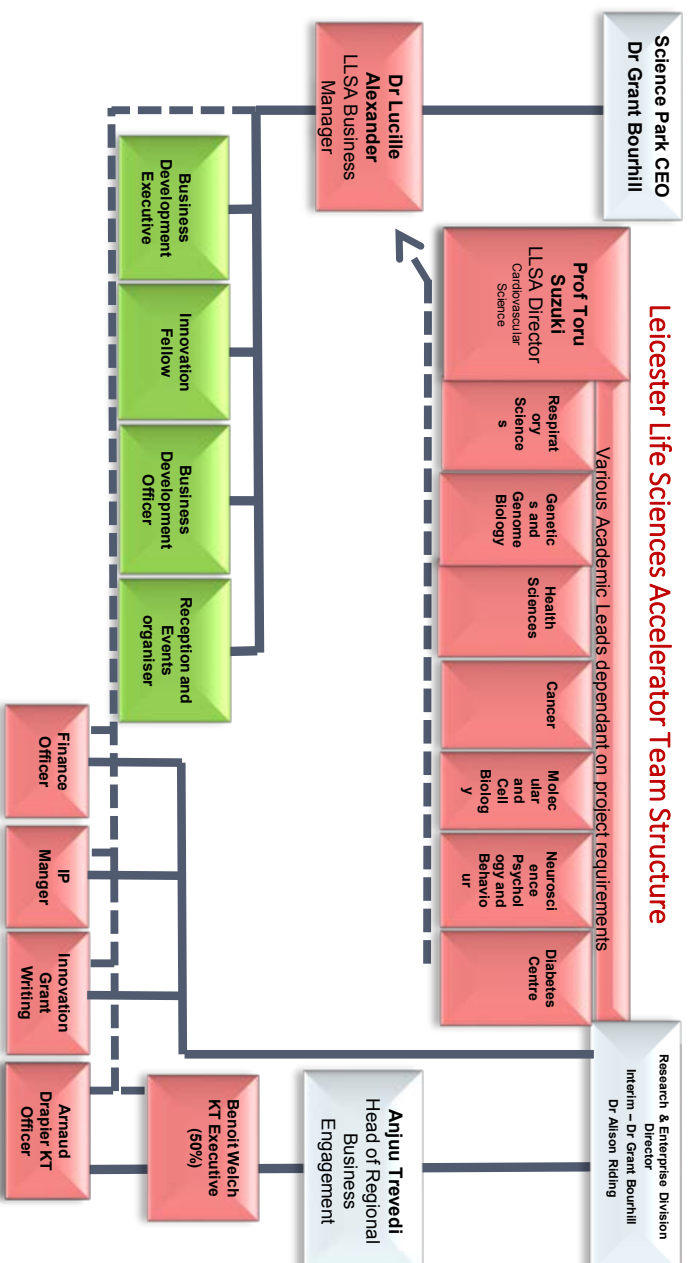 Leicester Life Sciences Accelerator Team Structure
Science Park CEO
Dr Grant Bourhill
Research & Enterprise Division
Director
Interim – Dr Grant Bourhill
Dr Alison Riding
Various Academic Leads dependant on project requirements
Prof Toru
Suzuki
LLSA Director
Cardiovascular
Science
Respirat
ory
Science
s
Genetic
s and
Genome
Biology
Health
Sciences
Cancer
Molec
ular
and
Cell
Biolog
y
Neurosci
ence
Psychol
ogy and
Behavio
ur
Diabetes
Centre
Dr Lucille
Alexander
LLSA Business
Manager
Anjuu Trevedi
Head of Regional
Business
Engagement
Business
Development
Executive
Innovation
Fellow
Business
Development
Officer
Reception and
Events
organiser
Benoit Welch
KT Executive
(50%)
Finance
Officer
IP
Manger
Innovation
Grant
Writing
Arnaud
Drapier KT
Officer